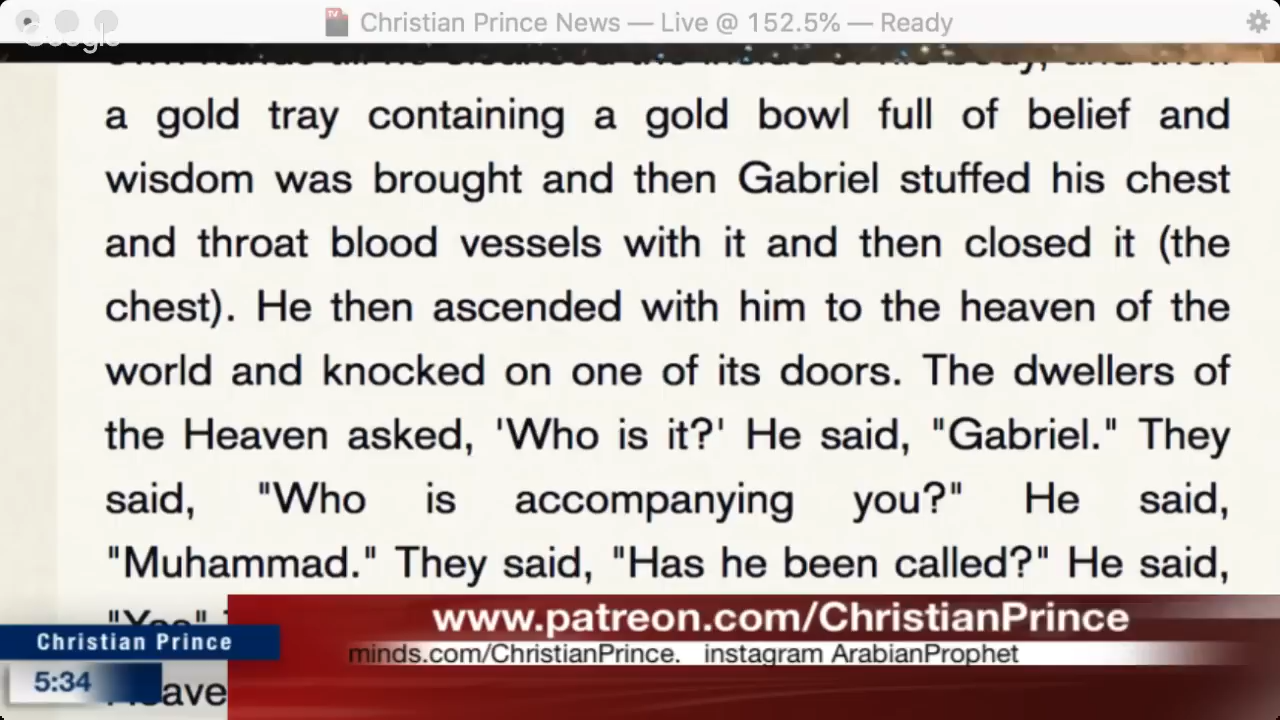 Christian Prince News — Live @ 152.5% — Ready
Google
a gold tray containing a gold bowl full of belief and
wisdom was brought and then Gabriel stuffed his chest
and throat blood vessels with it and then closed it (the
chest). He then ascended with him to the heaven of the
world and knocked on one of its doors. The dwellers of
the Heaven asked, 'Who is it?' He said, "Gabriel." They
said, "Who is accompanying you?" He said,
"Muhammad." They said, "Has he been called?" He said,
www.patreon.com/ChristianPrince
Christian Prince
minds.com/ChristianPrince. instagram ArabianProphet
5:34